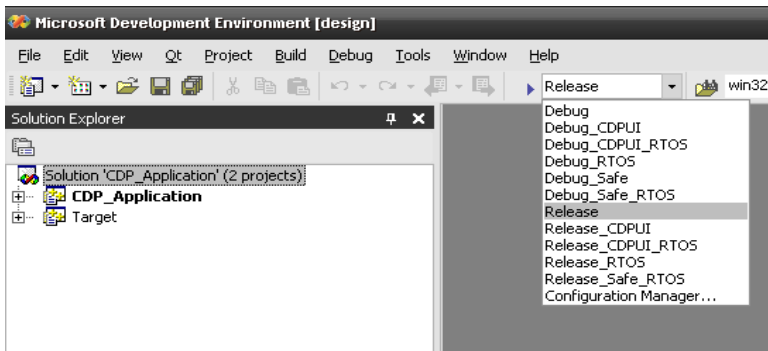 Microsoft Development Environment [design]
File Edit View Qt Project Build Debug Tools Window Help
Release win32
Solution Explorer
Debug
Debug_CDPUI
Debug_CDPUI_RTOS
Debug_RTOS
Debug_Safe
Debug_Safe_RTOS
Release
Release_CDPUI
Release_CDPUI_RTOS
Release_RTOS
Release_Safe_RTOS
Configuration Manager...
Solution 'CDP_Application' (2 projects)
CDP_Application
Target